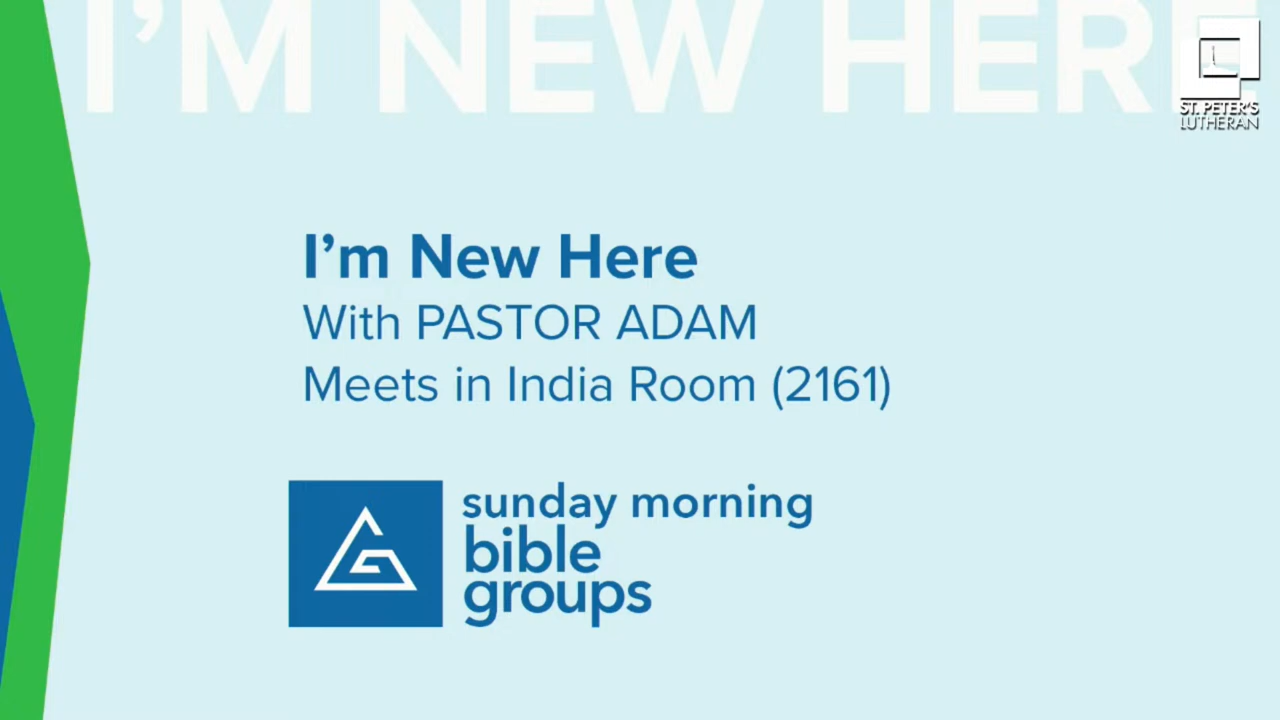 I'M NEW HERE
ST. PETER'S
LUTHERAN
I'm New Here
With PASTOR ADAM
Meets in India Room (2161)
sunday morning
bible
groups